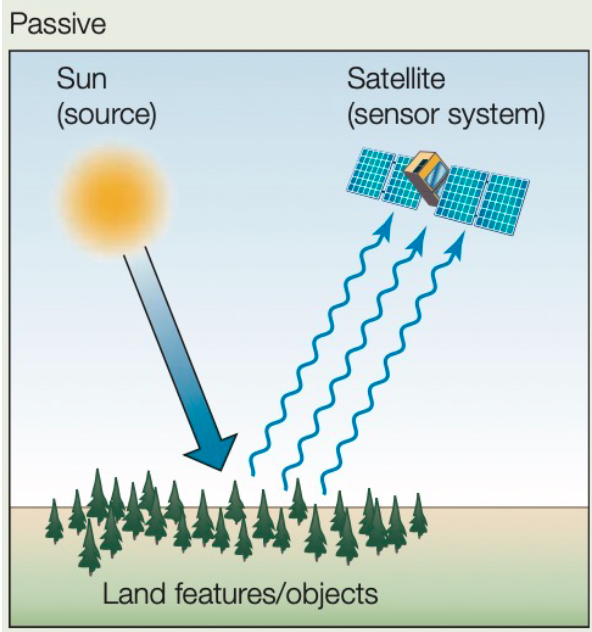 Passive
Sun
(source)
Satellite
(sensor system)
Land features/objects